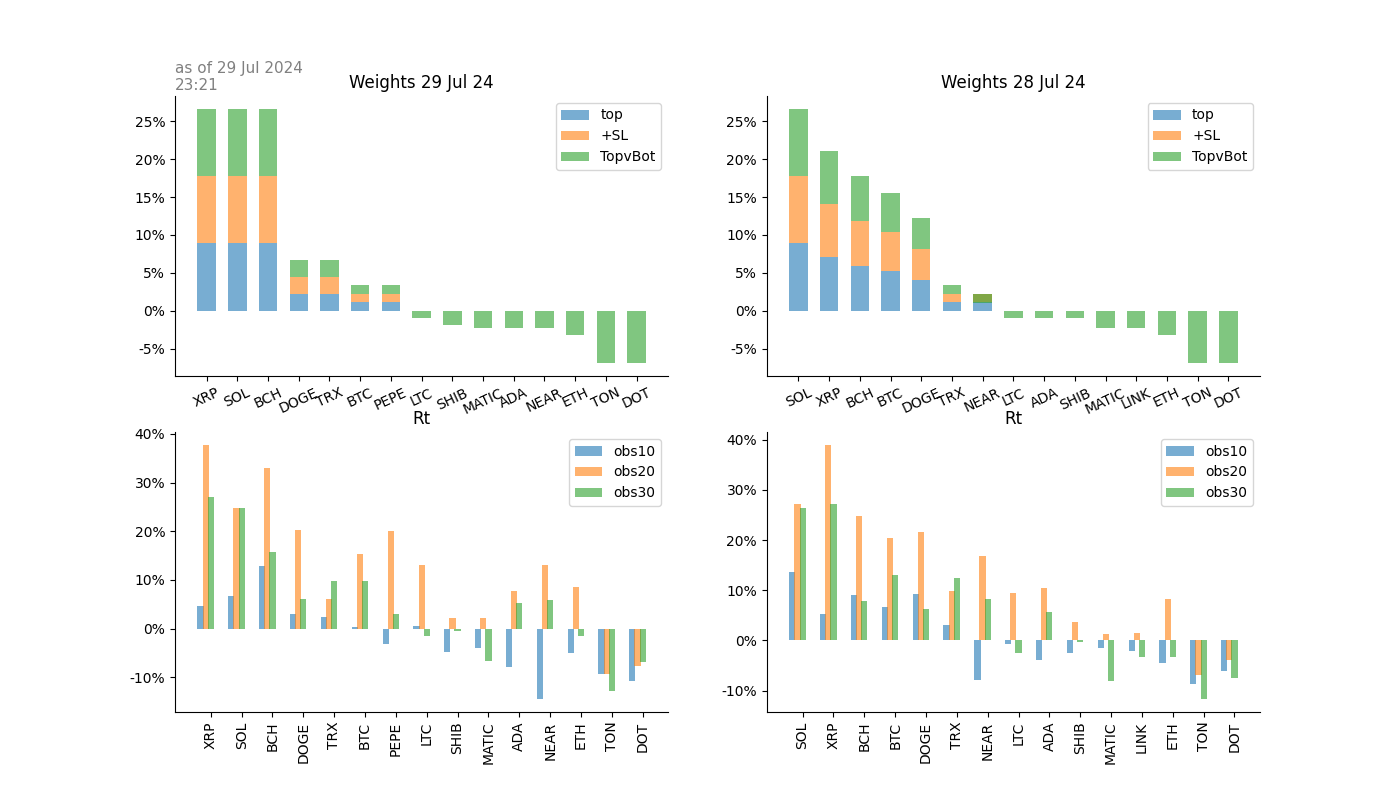 as of 29 Jul 2024
23:21
Weights 29 Jul 24
25%
20%
15%
10%
5%
0%
-5%
top
+SL
TopvBot
XRP SOL BCH DOGE TRX BTC PEPE LTC SHIB MATIC ADA NEAR ETH TON DOT
Weights 28 Jul 24
25%
20%
15%
10%
5%
0%
-5%
top
+SL
TopvBot
SOL XRP BCH BTC DOGE TRX NEAR LTC ADA SHIB MATIC LINK ETH TON DOT
Rt
40%
30%
20%
10%
0%
-10%
obs10
obs20
obs30
XRP SOL BCH DOGE TRX BTC PEPE LTC SHIB MATIC ADA NEAR ETH TON DOT
Rt
40%
30%
20%
10%
0%
-10%
obs10
obs20
obs30
SOL XRP BCH BTC DOGE TRX NEAR LTC ADA SHIB MATIC LINK ETH TON DOT